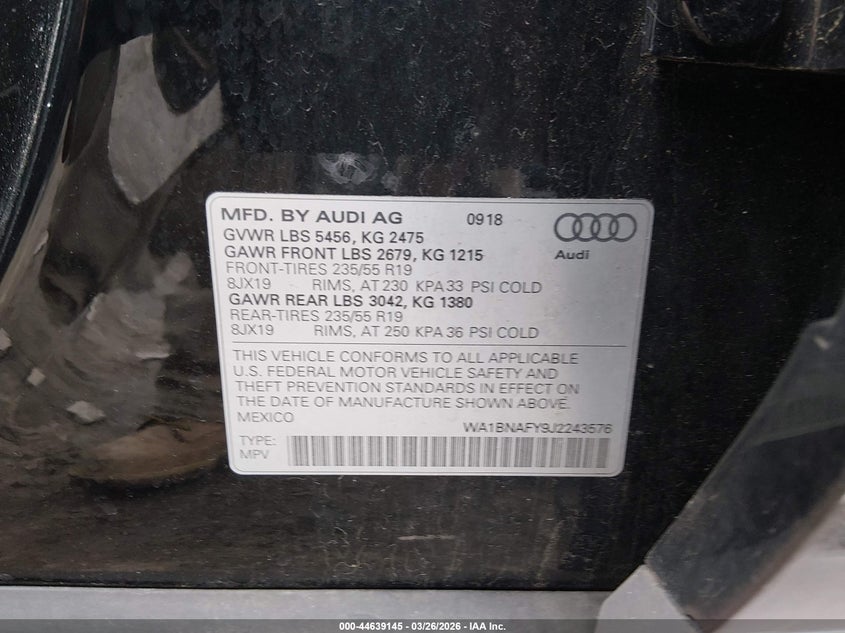 MFD. BY AUDI AG 0918
GVWR LBS 5456, KG 2475
GAWR FRONT LBS 2679, KG 1215
Audi
FRONT-TIRES 235/55 R19
8JX19 RIMS, AT 230 KPA 33 PSI COLD
GAWR REAR LBS 3042, KG 1380
REAR-TIRES 235/55 R19
8JX19 RIMS, AT 250 KPA 36 PSI COLD
THIS VEHICLE CONFORMS TO ALL APPLICABLE
U.S. FEDERAL MOTOR VEHICLE SAFETY AND
THEFT PREVENTION STANDARDS IN EFFECT ON
THE DATE OF MANUFACTURE SHOWN ABOVE.
MEXICO WA1BNAFY9J2243576
TYPE:
MPV
000-44639145 - 03/26/2026 - IAA Inc.